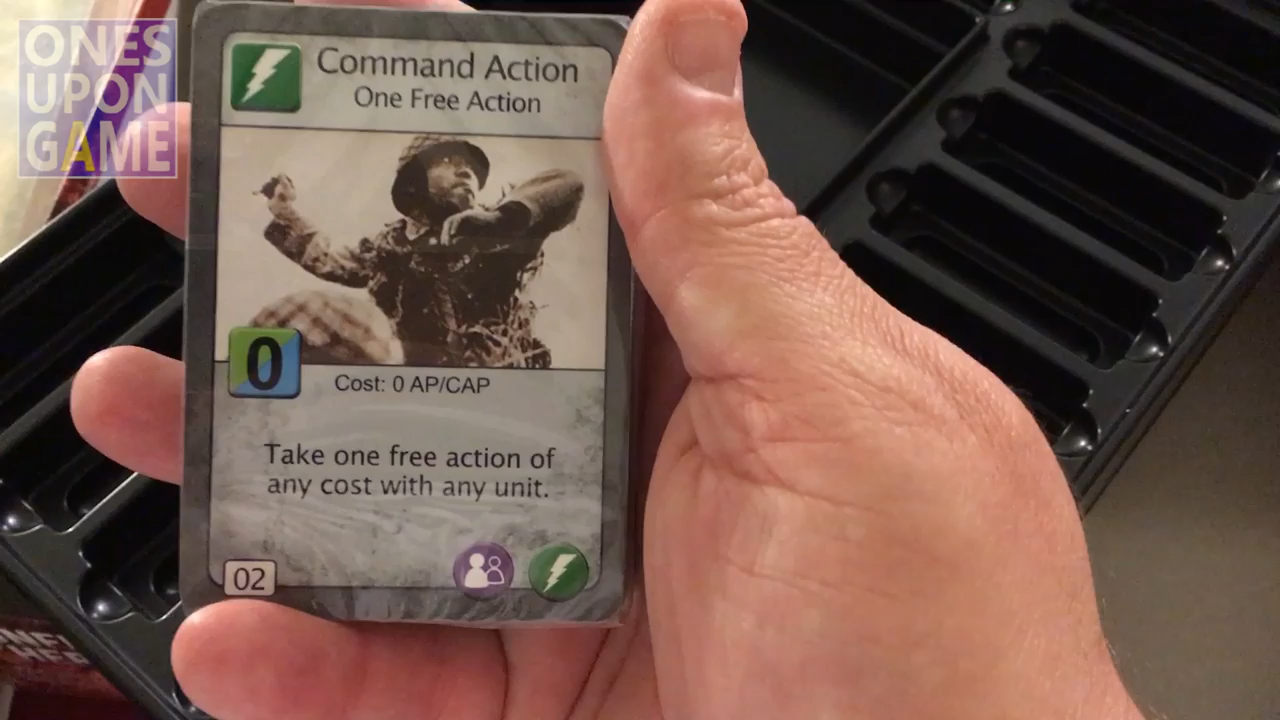 ONES
UPON
GAME
Command Action
One Free Action
0
Cost: 0 AP/CAP
Take one free action of
any cost with any unit.
02